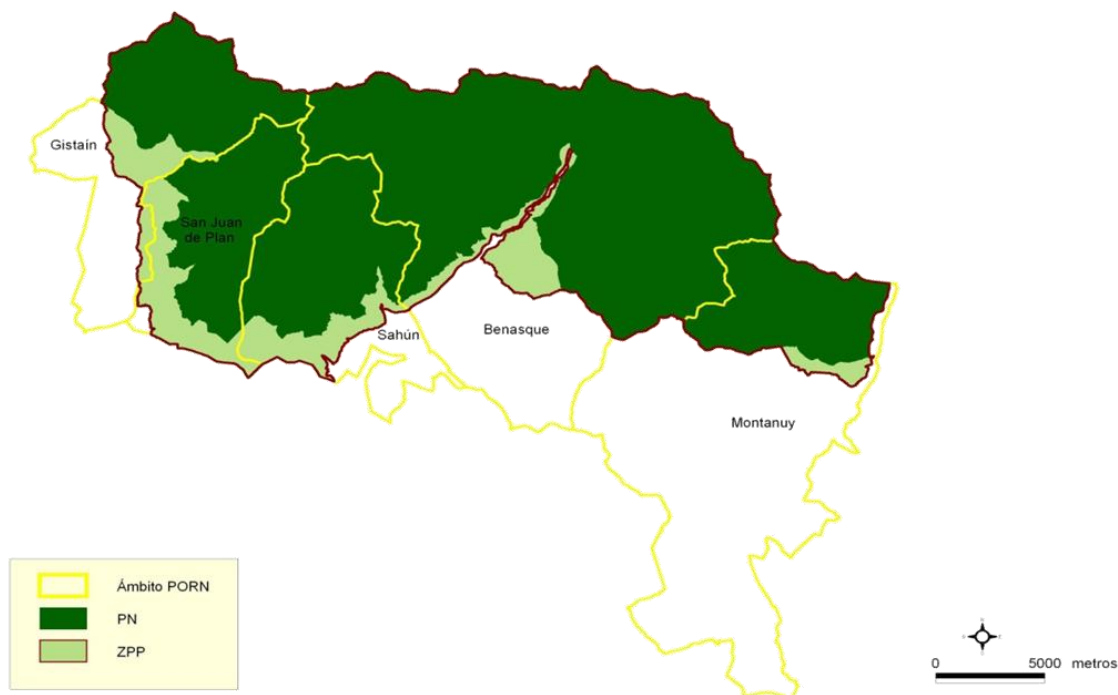 Gistaín
San Juan
de Plan
Sahún
Benasque
Montanuy
Ámbito PORN
PN
ZPP
0 5000 metros